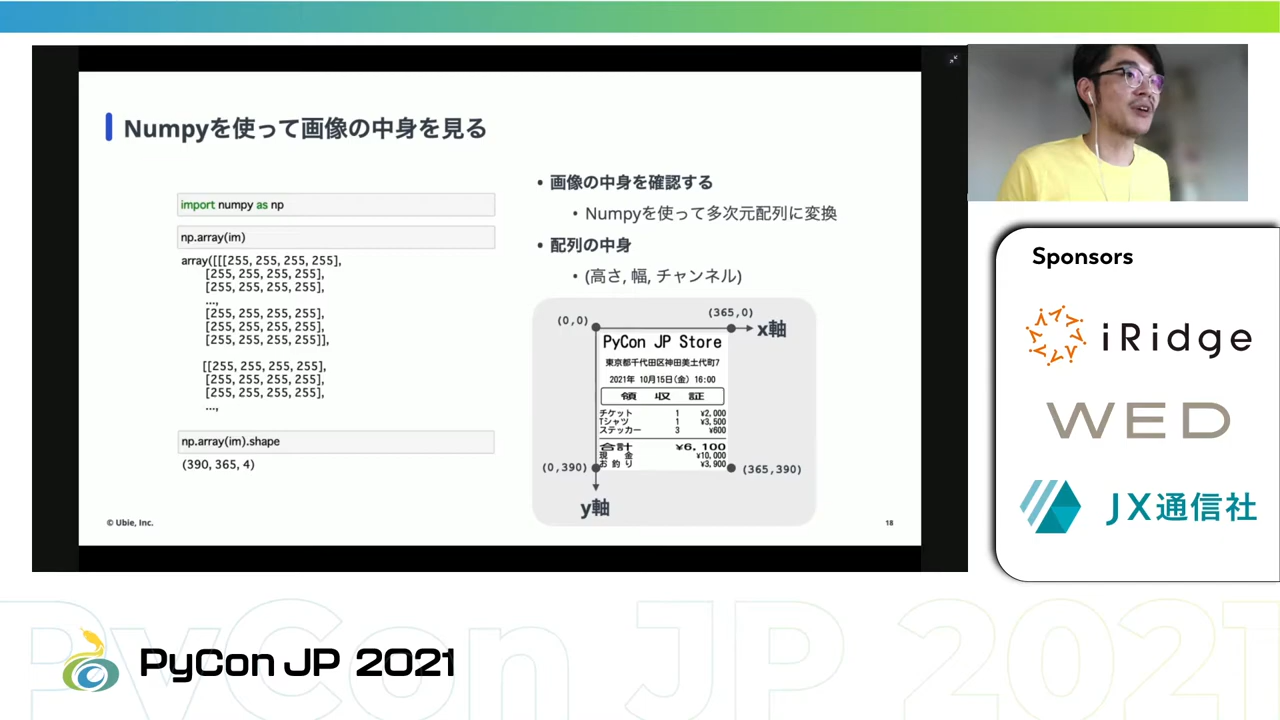 Numpyを使って画像の中身を見る
import numpy as np
np.array(im)
array([[[255, 255, 255, 255],
[255, 255, 255, 255],
[255, 255, 255, 255],
...,
[255, 255, 255, 255],
[255, 255, 255, 255],
[255, 255, 255, 255]],
[[255, 255, 255, 255],
[255, 255, 255, 255],
[255, 255, 255, 255],
...,
np.array(im).shape
(390, 365, 4)
• 画像の中身を確認する
• Numpyを使って多次元配列に変換
• 配列の中身
• (高さ, 幅, チャンネル)
(0,0)
(365,0)
x軸
PyCon JP Store
東京都千代田区神田美土代町7
2021年 10月15日(金) 16:00
領 収 証
チケット 1 ¥2,000
Tシャツ 1 ¥3,500
ステッカー 3 ¥600
合計 ¥6,100
現 金 ¥10,000
お 釣 り ¥3,900
(0,390)
(365,390)
y軸
© Ubie, Inc.
18
Sponsors
iRidge
WED
JX通信社
PyCon JP 2021
PyCon JP 2021